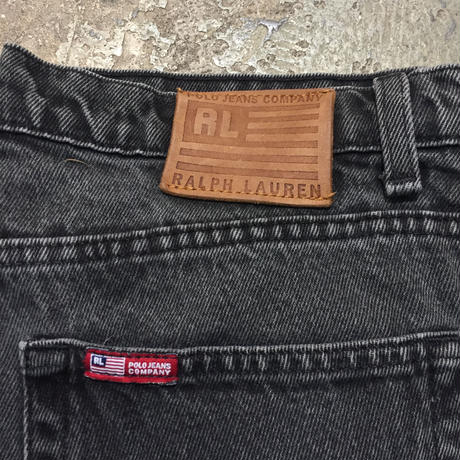 POLO JEANS COMPANY
RL
RALPH LAUREN
RL
POLO JEANS
COMPANY